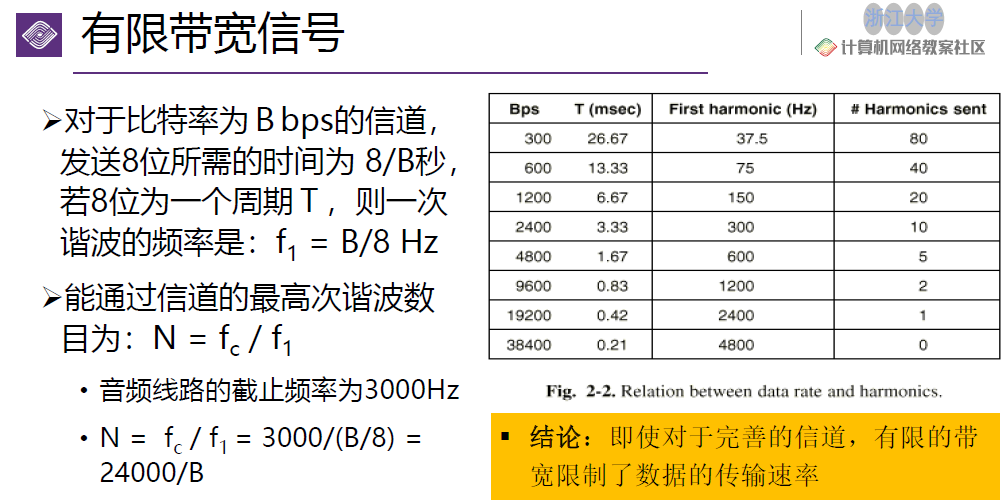 有限带宽信号
浙江大学
计算机网络教案社区
➢对于比特率为 B bps的信道，
发送8位所需的时间为 8/B秒，
若8位为一个周期 T ，则一次
谐波的频率是：f₁ = B/8 Hz
➢能通过信道的最高次谐波数
目为：N = fc / f₁
• 音频线路的截止频率为3000Hz
• N = fc / f₁ = 3000/(B/8) =
24000/B
Bps T (msec) First harmonic (Hz) # Harmonics sent
300 26.67 37.5 80
600 13.33 75 40
1200 6.67 150 20
2400 3.33 300 10
4800 1.67 600 5
9600 0.83 1200 2
19200 0.42 2400 1
38400 0.21 4800 0
Fig. 2-2. Relation between data rate and harmonics.
▪ 结论：即使对于完善的信道，有限的带
宽限制了数据的传输速率